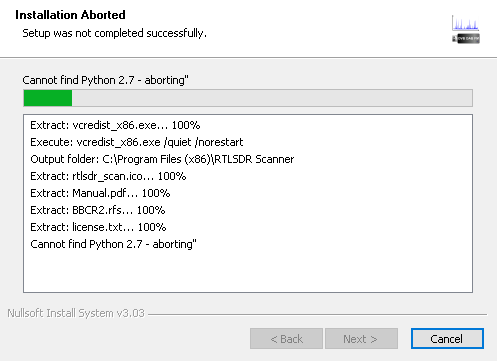 Installation Aborted
Setup was not completed successfully.
Cannot find Python 2.7 - aborting"
Extract: vcredist_x86.exe... 100%
Execute: vcredist_x86.exe /quiet /norestart
Output folder: C:\Program Files (x86)\RTLSDR Scanner
Extract: rtlsdr_scan.ico... 100%
Extract: Manual.pdf... 100%
Extract: BBCR2.rfs... 100%
Extract: license.txt... 100%
Cannot find Python 2.7 - aborting"
Nullsoft Install System v3.03
< Back Next > Cancel